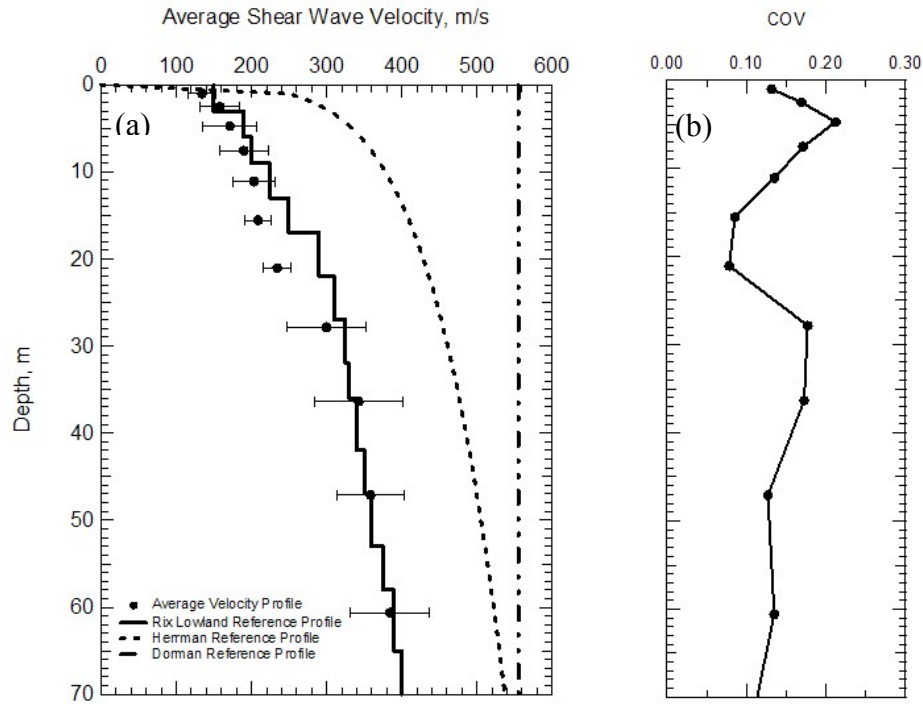 Average Shear Wave Velocity, m/s
0 100 200 300 400 500 600
0
10
20
30
40
50
60
70
Depth, m
(a)
Average Velocity Profile
Rix Lowland Reference Profile
Herrman Reference Profile
Dorman Reference Profile
COV
0.00 0.10 0.20 0.30
(b)